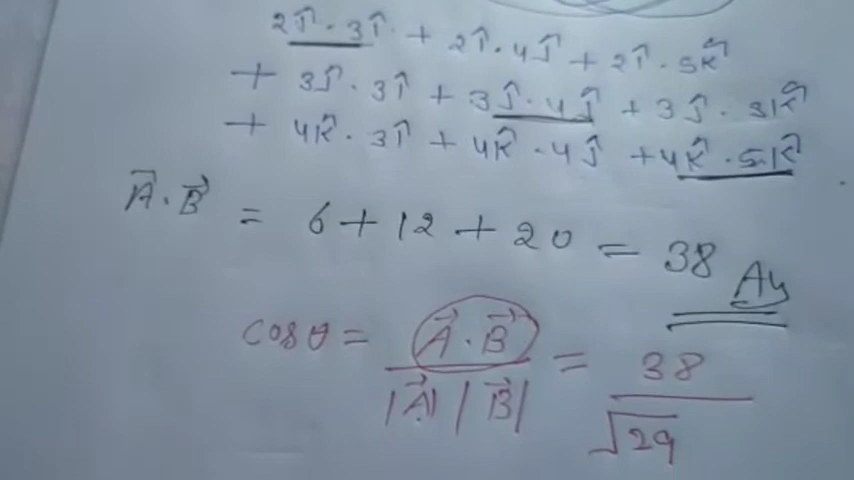 2î · 3î + 2î · 4ĵ + 2î · 5k̂
+ 3ĵ · 3î + 3ĵ · 4ĵ + 3ĵ · 5k̂
+ 4k̂ · 3î + 4k̂ · 4ĵ + 4k̂ · 5k̂
A⃗ · B⃗ = 6 + 12 + 20 = 38 Ay
cos θ = A⃗ · B⃗ / |A⃗| |B⃗| = 38 / √29